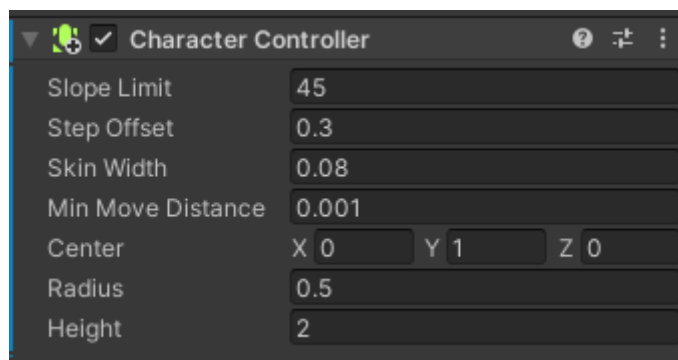 Character Controller
Slope Limit 45
Step Offset 0.3
Skin Width 0.08
Min Move Distance 0.001
Center X 0 Y 1 Z 0
Radius 0.5
Height 2